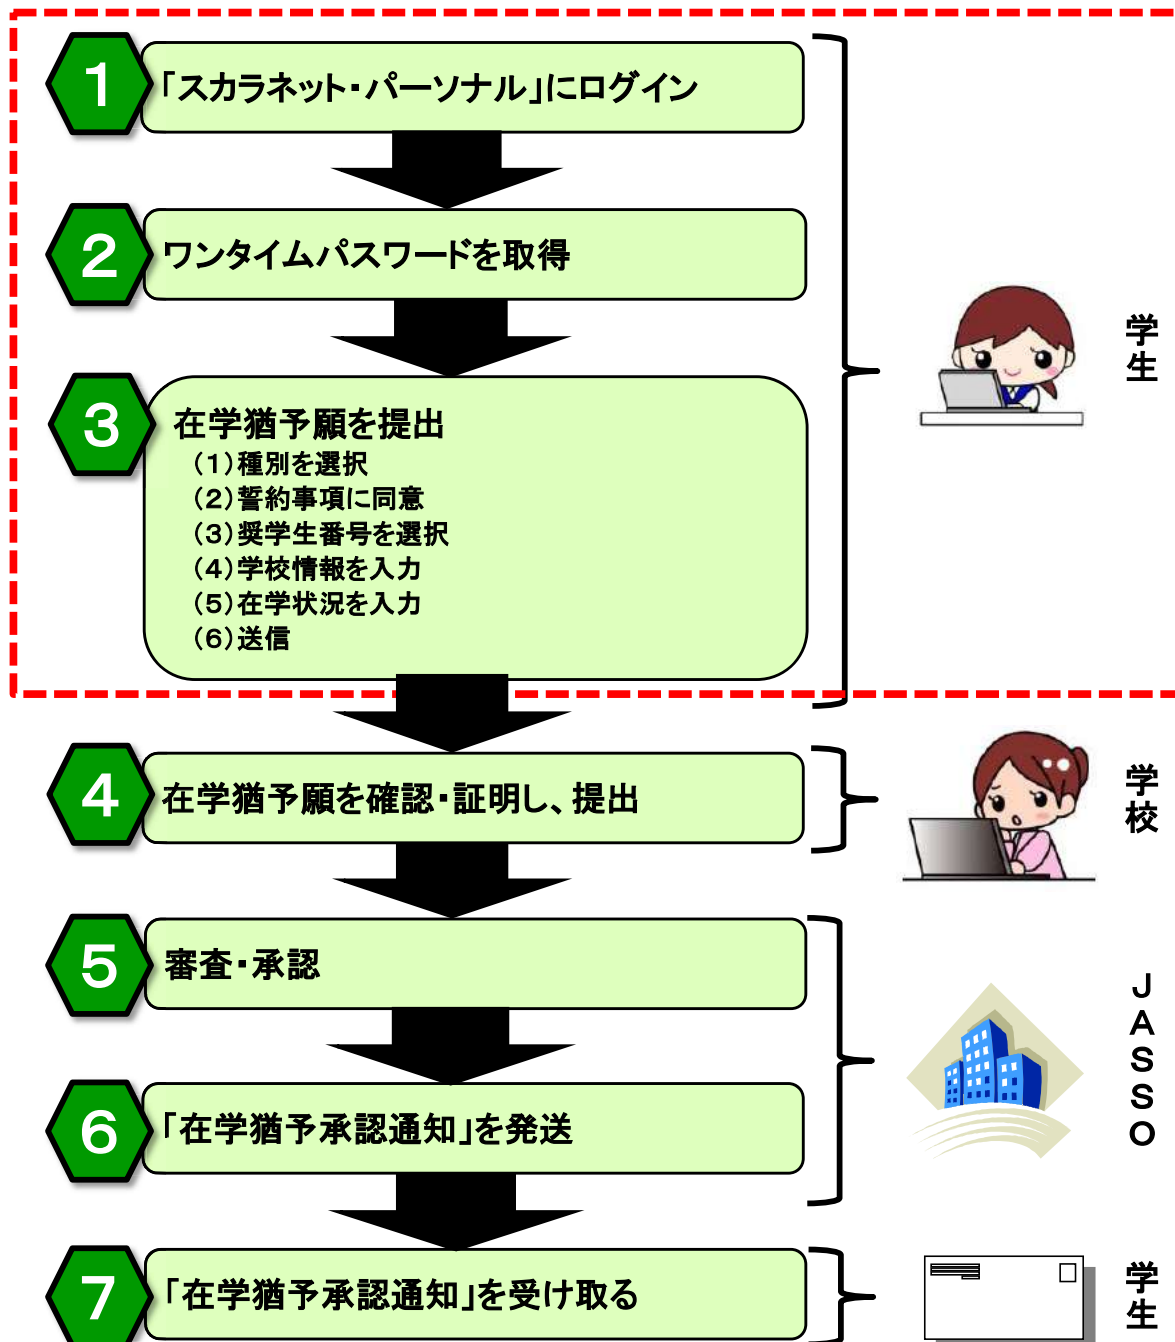 1
「スカラネット・パーソナル」にログイン
2
ワンタイムパスワードを取得
学生
3
在学猶予願を提出
（1）種別を選択
（2）誓約事項に同意
（3）奨学生番号を選択
（4）学校情報を入力
（5）在学状況を入力
（6）送信
4
在学猶予願を確認・証明し、提出
学校
5
審査・承認
JASSO
6
「在学猶予承認通知」を発送
7
「在学猶予承認通知」を受け取る
学生